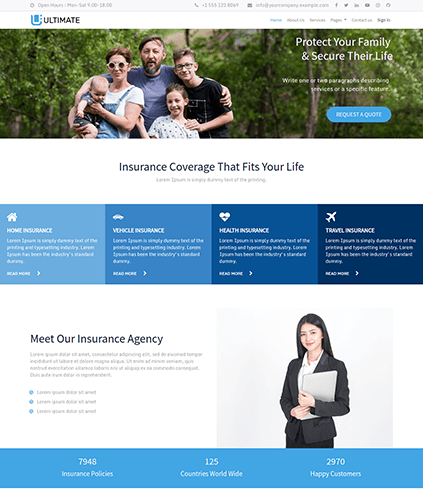 Open Hours : Mon-Sat 9.00-18.00
+1 555 123 8069
info@yourcompany.example.com
ULTIMATE
Home
About Us
Services
Pages
Contact us
Sign in
Protect Your Family
& Secure Their Life
Write one or two paragraphs describing
services or a specific feature.
REQUEST A QUOTE
Insurance Coverage That Fits Your Life
Lorem Ipsum is simply dummy text of the printing.
HOME INSURANCE
Lorem Ipsum is simply dummy text of the
printing and typesetting industry. Lorem
Ipsum has been the industry's standard
dummy.
READ MORE
VEHICLE INSURANCE
Lorem Ipsum is simply dummy text of the
printing and typesetting industry. Lorem
Ipsum has been the industry's standard
dummy.
READ MORE
HEALTH INSURANCE
Lorem Ipsum is simply dummy text of the
printing and typesetting industry. Lorem
Ipsum has been the industry's standard
dummy.
READ MORE
TRAVEL INSURANCE
Lorem Ipsum is simply dummy text of the
printing and typesetting industry. Lorem
Ipsum has been the industry's standard
dummy.
READ MORE
Meet Our Insurance Agency
Lorem ipsum dolor sit amet, consectetur adipiscing elit, sed do
eiusmod tempor incididunt ut labore et dolore magna aliqua. Ut
enim ad minim veniam, quis nostrud exercitation. Duis aute irure
dolor in reprehenderit.
Lorem ipsum dolor sit amet
Lorem ipsum dolor sit amet
Lorem ipsum dolor sit amet
7948
Insurance Policies
125
Countries World Wide
2970
Happy Customers